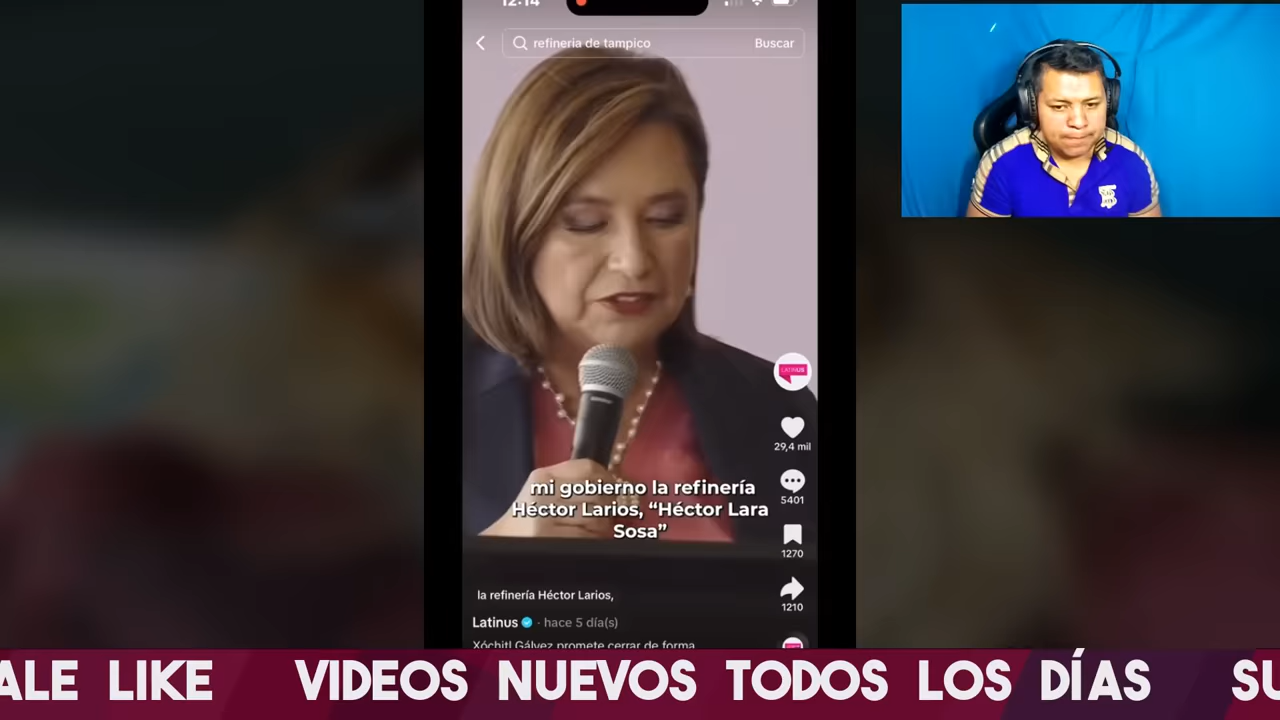 12:14
refineria de tampico
Buscar
LATINUS
29,4 mil
5401
1270
1210
mi gobierno la refinería
Héctor Larios, “Héctor Lara
Sosa”
la refinería Héctor Larios,
Latinus · hace 5 día(s)
Xóchitl Gálvez promete cerrar de forma
ALE LIKE VIDEOS NUEVOS TODOS LOS DÍAS SU